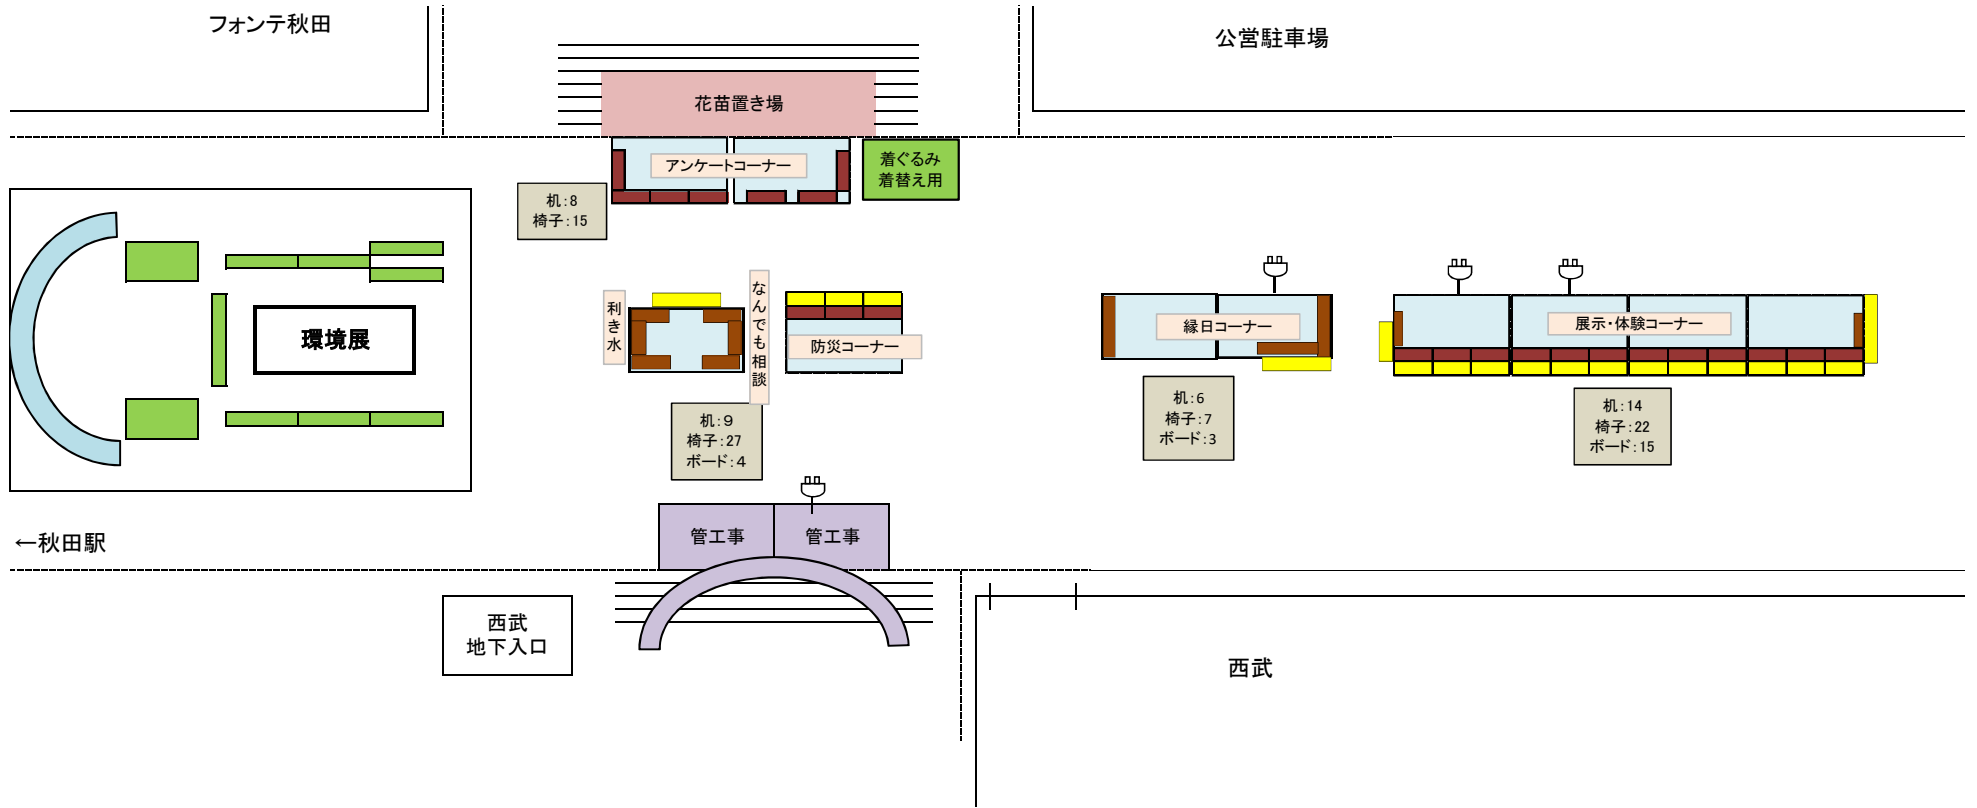 フォンテ秋田
公営駐車場
花苗置き場
アンケートコーナー
着ぐるみ
着替え用
机:8
椅子:15
環境展
利き水
なんでも相談
防災コーナー
縁日コーナー
展示・体験コーナー
机:9
椅子:27
ボード:4
机:6
椅子:7
ボード:3
机:14
椅子:22
ボード:15
管工事
管工事
←秋田駅
西武
地下入口
西武